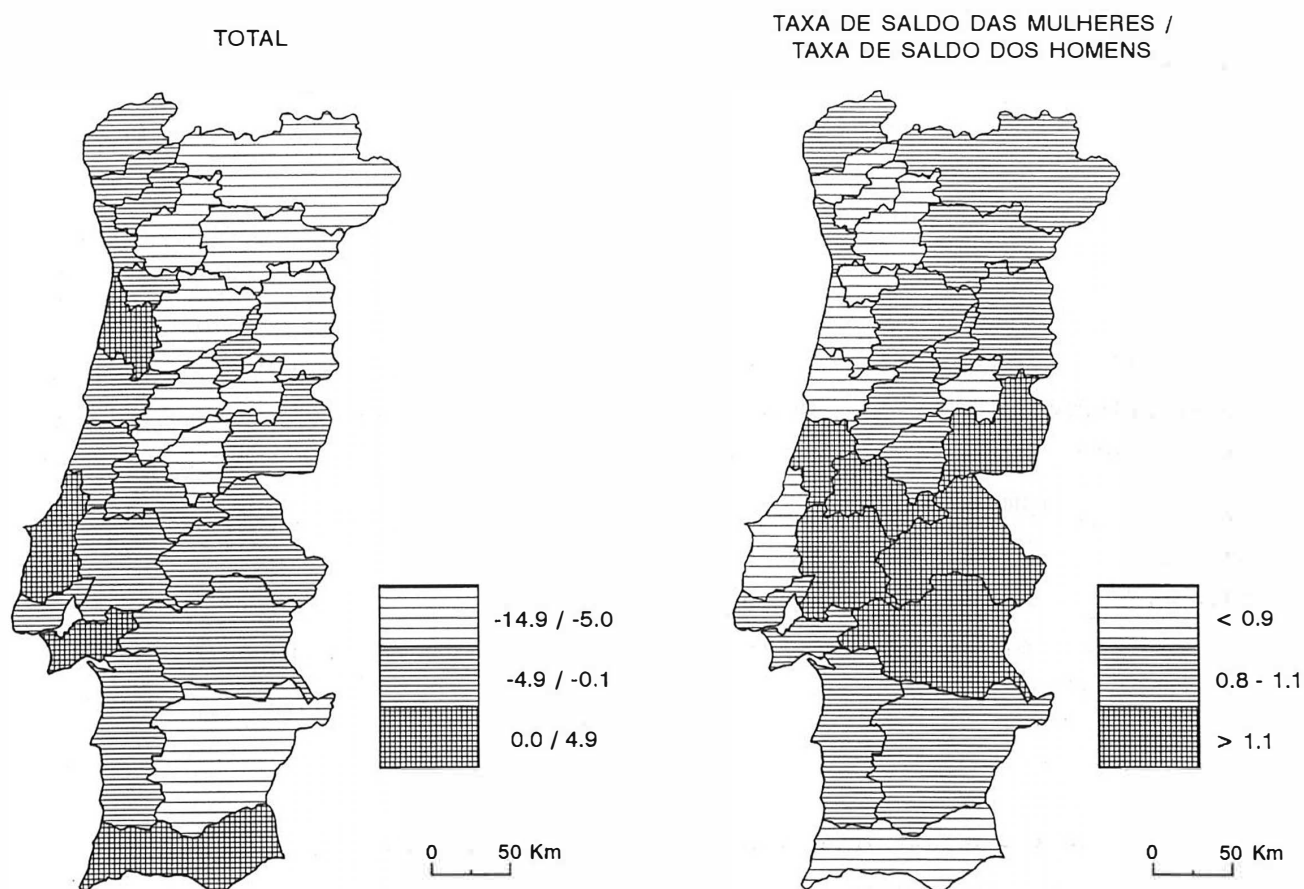 TOTAL
-14.9 / -5.0
-4.9 / -0.1
0.0 / 4.9
0 50 Km
TAXA DE SALDO DAS MULHERES /
TAXA DE SALDO DOS HOMENS
< 0.9
0.8 - 1.1
> 1.1
0 50 Km